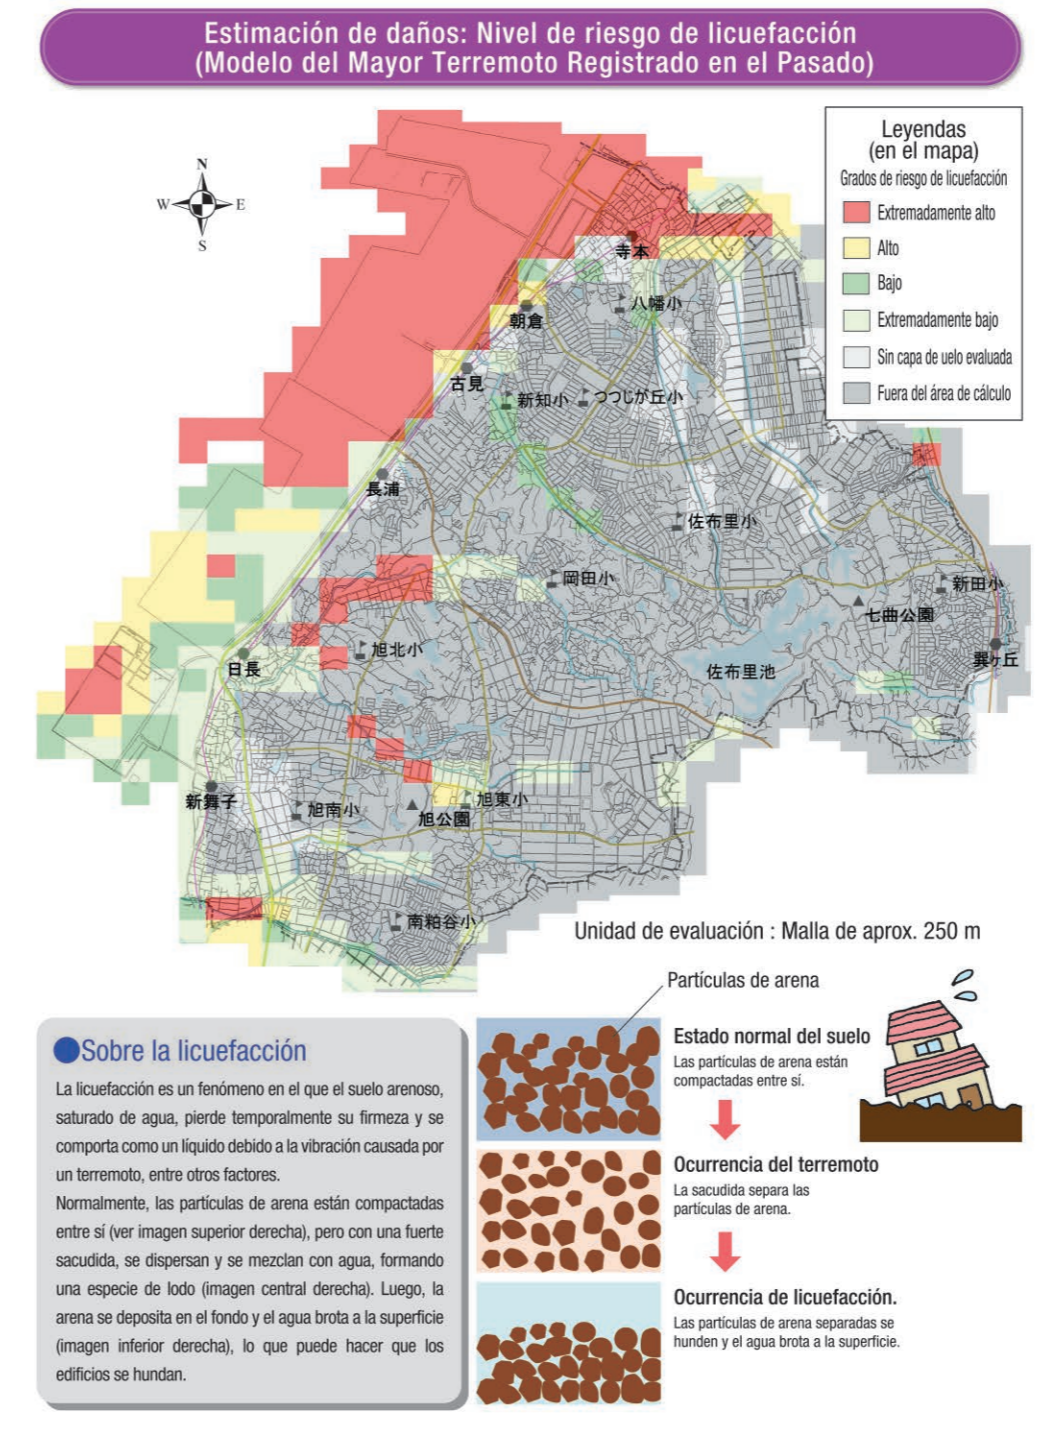 Estimación de daños: Nivel de riesgo de licuefacción
(Modelo del Mayor Terremoto Registrado en el Pasado)
Leyendas
(en el mapa)
Grados de riesgo de licuefacción
Extremadamente alto
Alto
Bajo
Extremadamente bajo
Sin capa de uelo evaluada
Fuera del área de cálculo
N
W
E
S
寺本
八幡小
朝倉
古見
新知小
つつじが丘小
長浦
佐布里小
岡田小
新田小
七曲公園
旭北小
日長
佐布里池
巽ヶ丘
新舞子
旭南小
旭公園
旭東小
南粕谷小
Unidad de evaluación : Malla de aprox. 250 m
Sobre la licuefacción
La licuefacción es un fenómeno en el que el suelo arenoso,
saturado de agua, pierde temporalmente su firmeza y se
comporta como un líquido debido a la vibración causada por
un terremoto, entre otros factores.
Normalmente, las partículas de arena están compactadas
entre sí (ver imagen superior derecha), pero con una fuerte
sacudida, se dispersan y se mezclan con agua, formando
una especie de lodo (imagen central derecha). Luego, la
arena se deposita en el fondo y el agua brota a la superficie
(imagen inferior derecha), lo que puede hacer que los
edificios se hundan.
Partículas de arena
Estado normal del suelo
Las partículas de arena están
compactadas entre sí.
Ocurrencia del terremoto
La sacudida separa las
partículas de arena.
Ocurrencia de licuefacción.
Las partículas de arena separadas se
hunden y el agua brota a la superficie.